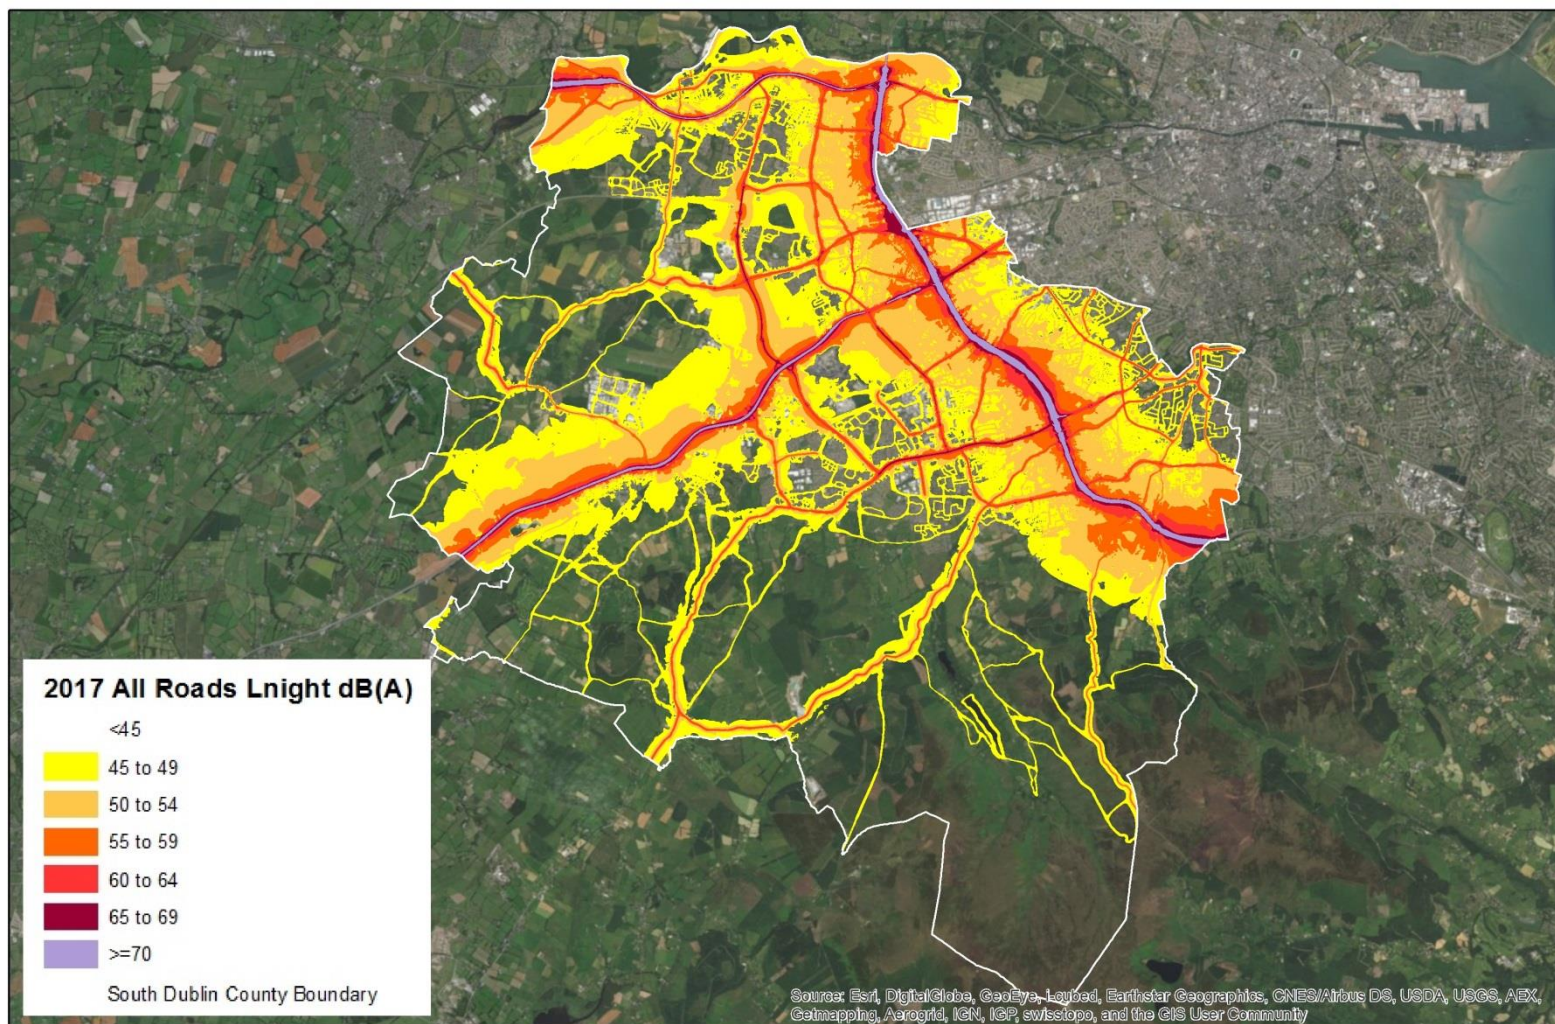 2017 All Roads Lnight dB(A)
<45
45 to 49
50 to 54
55 to 59
60 to 64
65 to 69
>=70
South Dublin County Boundary
Source: Esri, DigitalGlobe, GeoEye, i-cubed, Earthstar Geographics, CNES/Airbus DS, USDA, USGS, AEX,
Getmapping, Aerogrid, IGN, IGP, swisstopo, and the GIS User Community